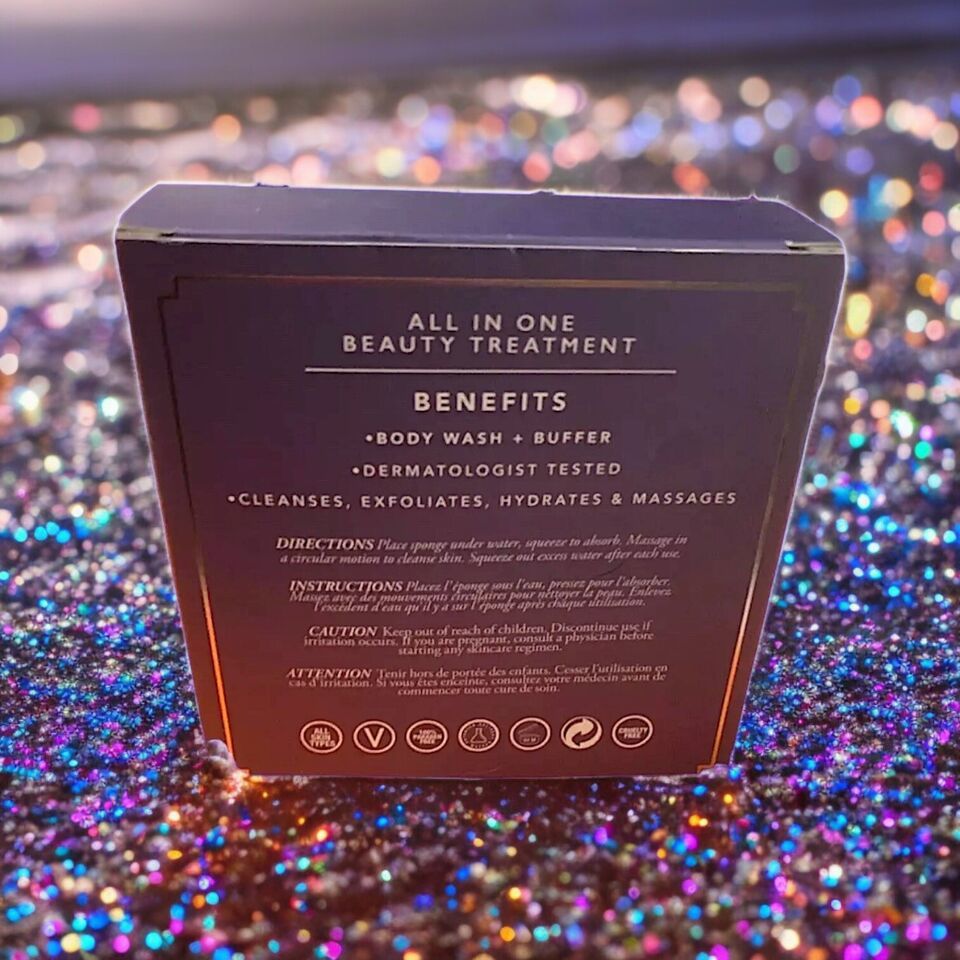 ALL IN ONE
BEAUTY TREATMENT
BENEFITS
•BODY WASH + BUFFER
•DERMATOLOGIST TESTED
•CLEANSES, EXFOLIATES, HYDRATES & MASSAGES
DIRECTIONS Place sponge under water, squeeze to absorb. Massage in
a circular motion to cleanse skin. Squeeze out excess water after each use.
INSTRUCTIONS Placez l'éponge sous l'eau, pressez pour l'absorber.
Massez avec des mouvements circulaires pour nettoyer la peau. Enlevez
l'excédent d'eau qu'il y a sur l'éponge après chaque utilisation.
CAUTION Keep out of reach of children. Discontinue use if
irritation occurs. If you are pregnant, consult a physician before
starting any skincare regimen.
ATTENTION Tenir hors de portée des enfants. Cesser l'utilisation en
cas d'irritation. Si vous êtes enceinte, consultez votre médecin avant de
commencer toute cure de soin.
ALL
SKIN
TYPES
V
100%
PARABEN
FREE
CRUELTY
FREE